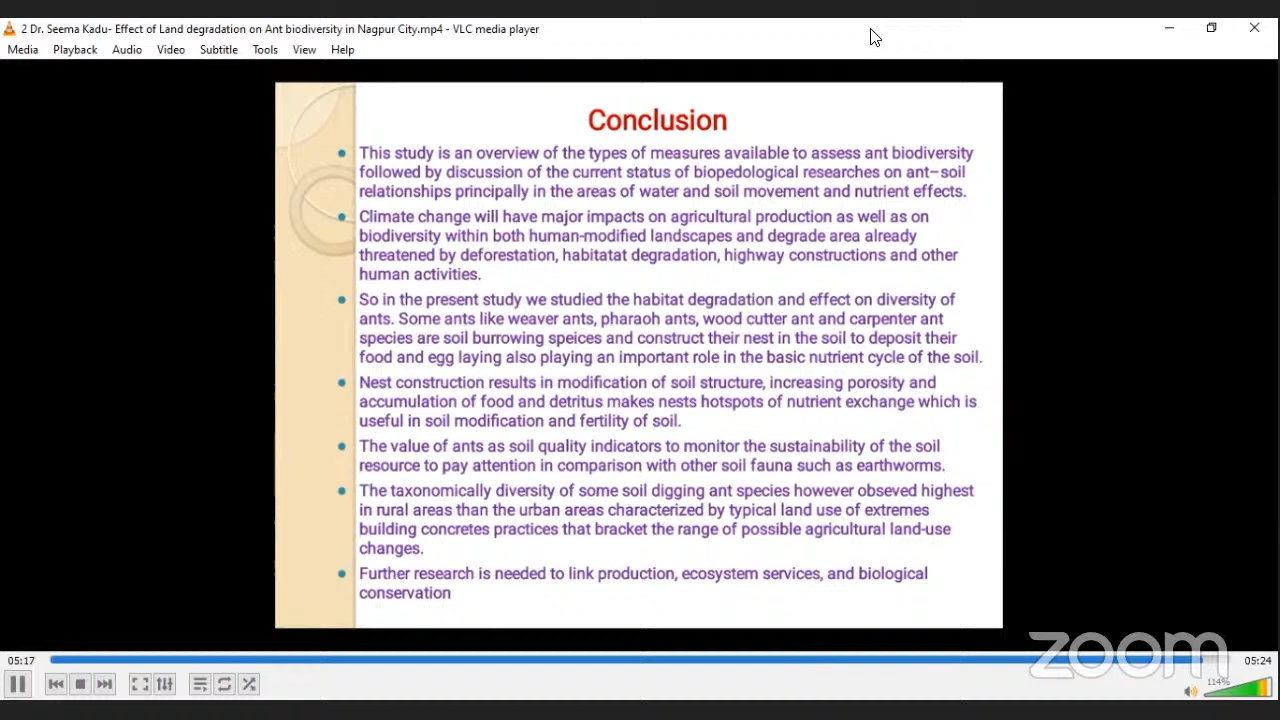 2 Dr. Seema Kadu- Effect of Land degradation on Ant biodiversity in Nagpur City.mp4 - VLC media player
Media Playback Audio Video Subtitle Tools View Help
Conclusion
This study is an overview of the types of measures available to assess ant biodiversity
followed by discussion of the current status of biopedological researches on ant–soil
relationships principally in the areas of water and soil movement and nutrient effects.
Climate change will have major impacts on agricultural production as well as on
biodiversity within both human-modified landscapes and degrade area already
threatened by deforestation, habitatat degradation, highway constructions and other
human activities.
So in the present study we studied the habitat degradation and effect on diversity of
ants. Some ants like weaver ants, pharaoh ants, wood cutter ant and carpenter ant
species are soil burrowing speices and construct their nest in the soil to deposit their
food and egg laying also playing an important role in the basic nutrient cycle of the soil.
Nest construction results in modification of soil structure, increasing porosity and
accumulation of food and detritus makes nests hotspots of nutrient exchange which is
useful in soil modification and fertility of soil.
The value of ants as soil quality indicators to monitor the sustainability of the soil
resource to pay attention in comparison with other soil fauna such as earthworms.
The taxonomically diversity of some soil digging ant species however obseved highest
in rural areas than the urban areas characterized by typical land use of extremes
building concretes practices that bracket the range of possible agricultural land-use
changes.
Further research is needed to link production, ecosystem services, and biological
conservation
zoom
05:17
05:24
114%